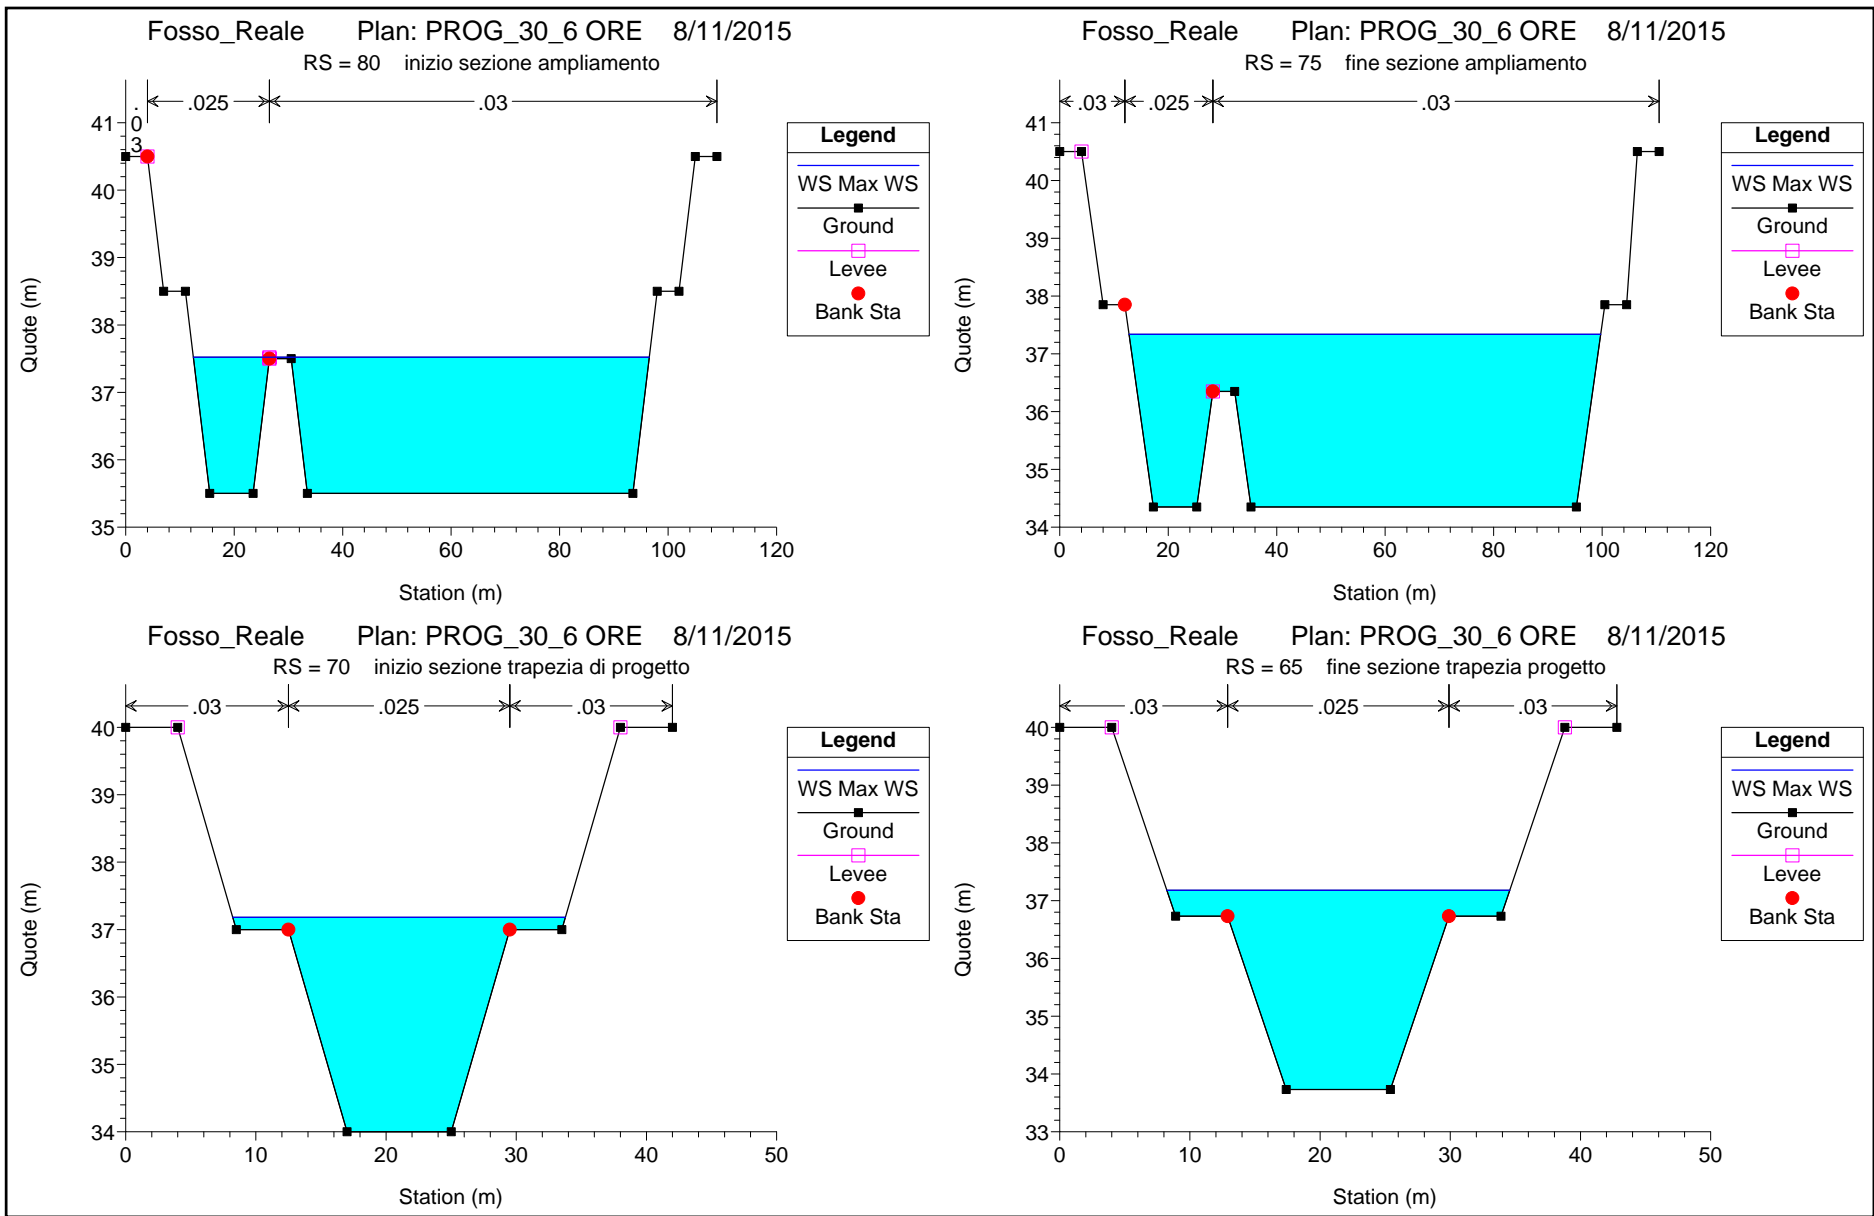 Fosso_Reale Plan: PROG_30_6 ORE 8/11/2015
RS = 80 inizio sezione ampliamento
.03
.025
.03
41
40
39
38
37
36
35
0 20 40 60 80 100 120
Station (m)
Quote (m)
Legend
WS Max WS
Ground
Levee
Bank Sta
Fosso_Reale Plan: PROG_30_6 ORE 8/11/2015
RS = 75 fine sezione ampliamento
.03
.025
.03
41
40
39
38
37
36
35
34
0 20 40 60 80 100 120
Station (m)
Quote (m)
Legend
WS Max WS
Ground
Levee
Bank Sta
Fosso_Reale Plan: PROG_30_6 ORE 8/11/2015
RS = 70 inizio sezione trapezia di progetto
.03
.025
.03
40
39
38
37
36
35
34
0 10 20 30 40 50
Station (m)
Quote (m)
Legend
WS Max WS
Ground
Levee
Bank Sta
Fosso_Reale Plan: PROG_30_6 ORE 8/11/2015
RS = 65 fine sezione trapezia progetto
.03
.025
.03
40
39
38
37
36
35
34
33
0 10 20 30 40 50
Station (m)
Quote (m)
Legend
WS Max WS
Ground
Levee
Bank Sta